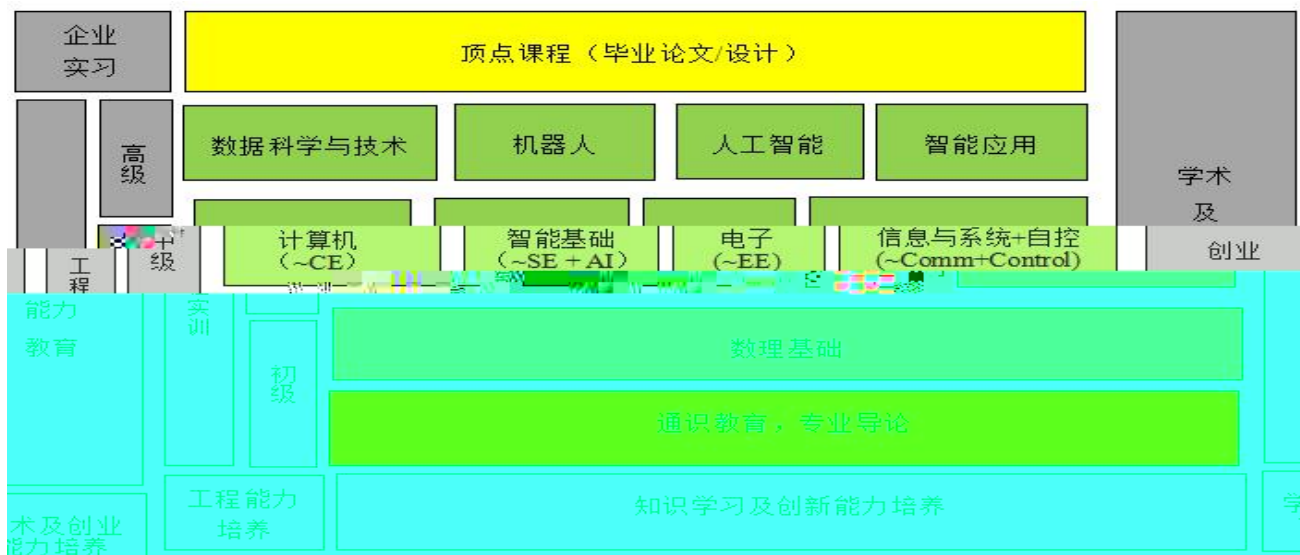 企业
实习
顶点课程（毕业论文/设计）
高
级
数据科学与技术
机器人
人工智能
智能应用
学术
及
创业
工
程
级
计算机
(~CE)
智能基础
(~SE + AI)
电子
(~EE)
信息与系统+自控
(~Comm+Control)
能力
教育
实
训
初
级
数理基础
通识教育，专业导论
工程能力
培养
知识学习及创新能力培养
学
术及创业
能力培养